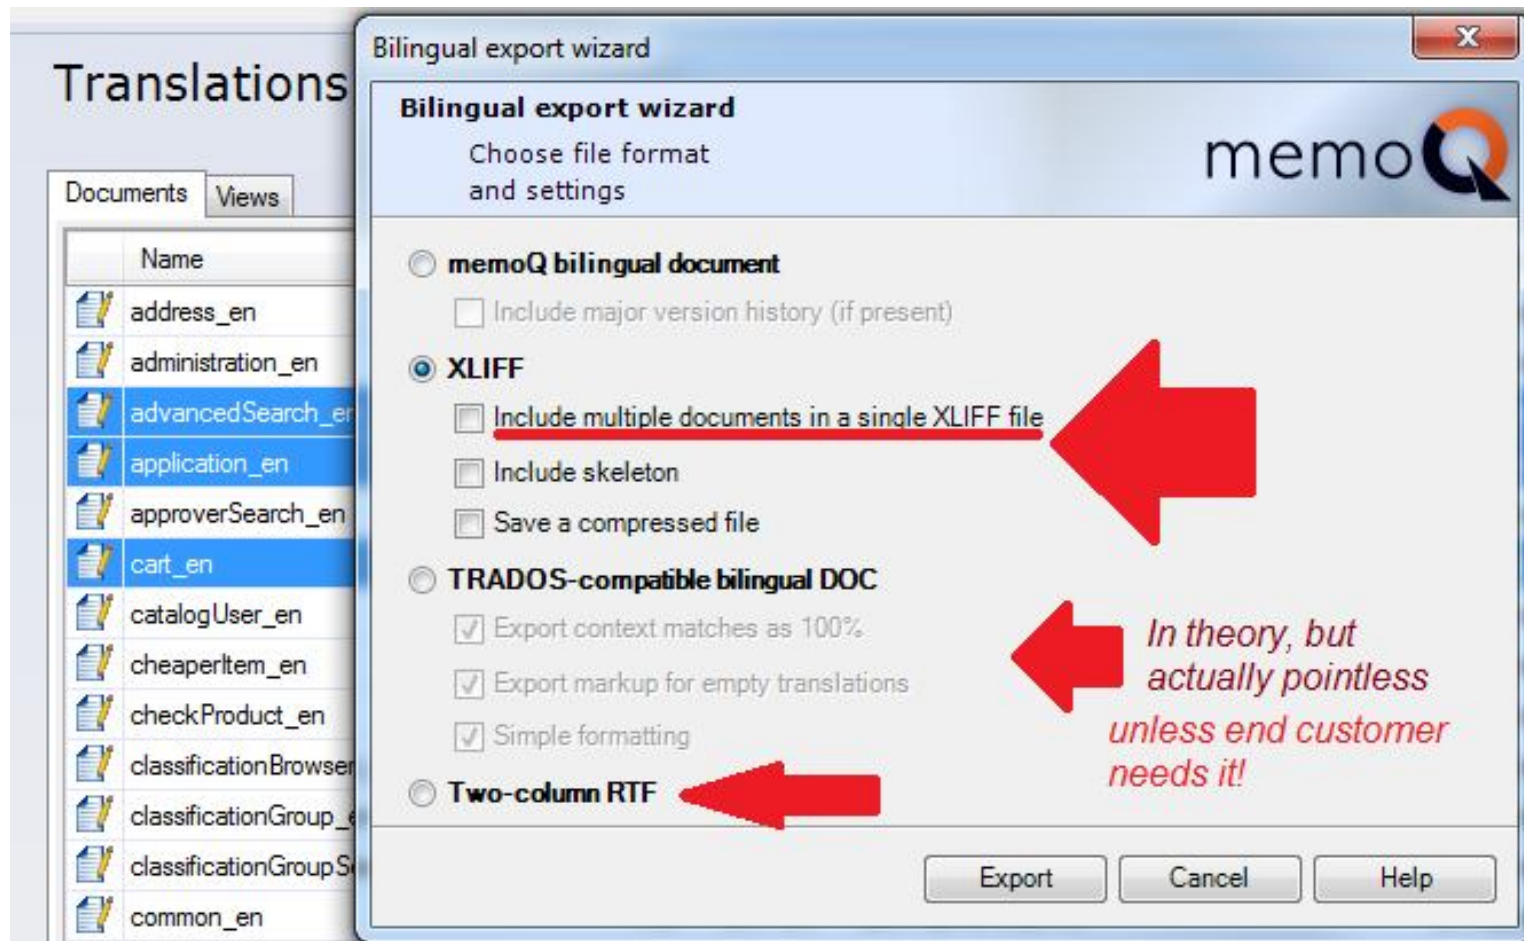 Translations
Documents
Views
Name
address_en
administration_en
advancedSearch_en
application_en
approverSearch_en
cart_en
catalogUser_en
cheaperItem_en
checkProduct_en
classificationBrowser
classificationGroup_e
classificationGroupSe
common_en
Bilingual export wizard
X
Bilingual export wizard
Choose file format
and settings
memoQ
memoQ bilingual document
Include major version history (if present)
XLIFF
Include multiple documents in a single XLIFF file
Include skeleton
Save a compressed file
TRADOS-compatible bilingual DOC
Export context matches as 100%
Export markup for empty translations
Simple formatting
Two-column RTF
In theory, but
actually pointless
unless end customer
needs it!
Export
Cancel
Help